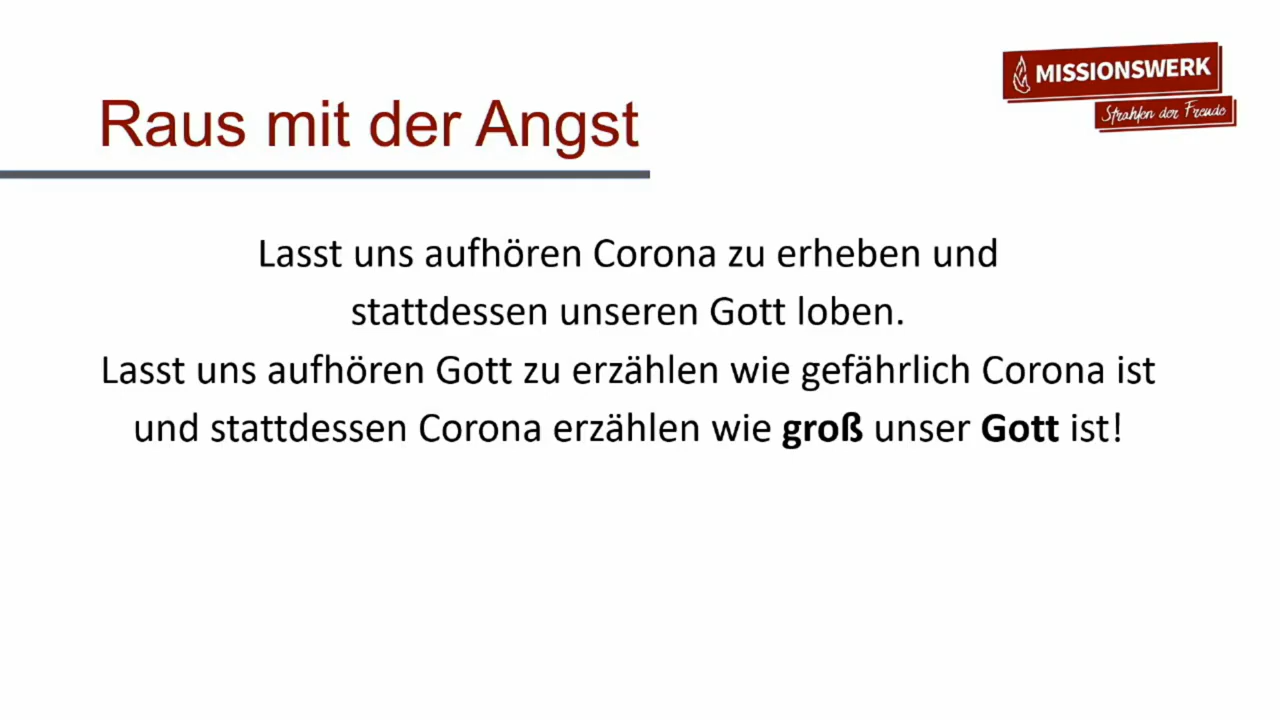 MISSIONSWERK
Strahlen der Freude
Raus mit der Angst
Lasst uns aufhören Corona zu erheben und
stattdessen unseren Gott loben.
Lasst uns aufhören Gott zu erzählen wie gefährlich Corona ist
und stattdessen Corona erzählen wie groß unser Gott ist!